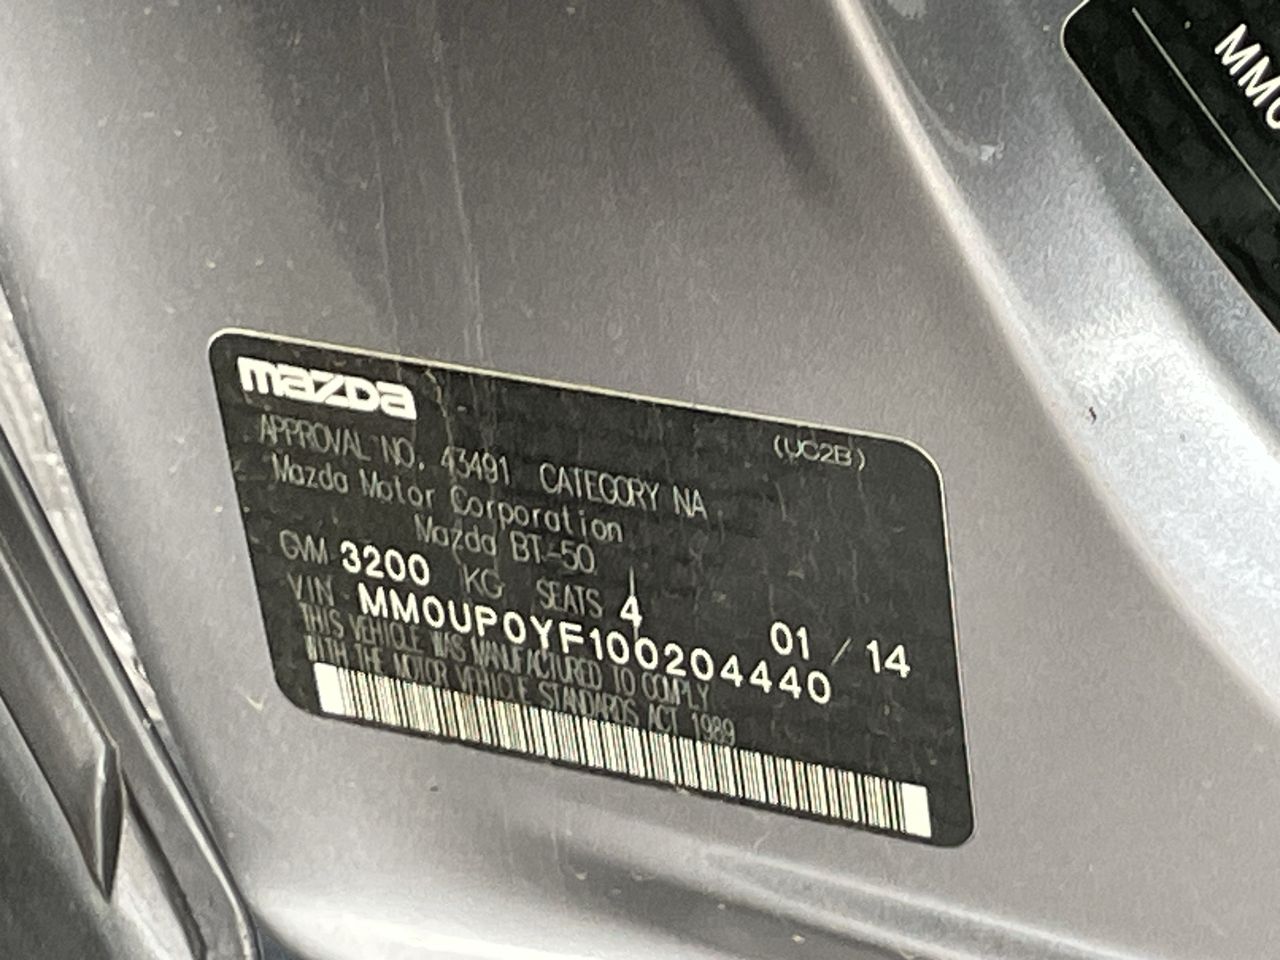 mazda
(UC2B)
APPROVAL NO. 43491 CATEGORY NA
Mazda Motor Corporation
Mazda BT-50
GVM 3200 KG SEATS 4
01 / 14
VIN MM0UP0YF100204440
THIS VEHICLE WAS MANUFACTURED TO COMPLY
WITH THE MOTOR VEHICLE STANDARDS ACT 1989
MM0